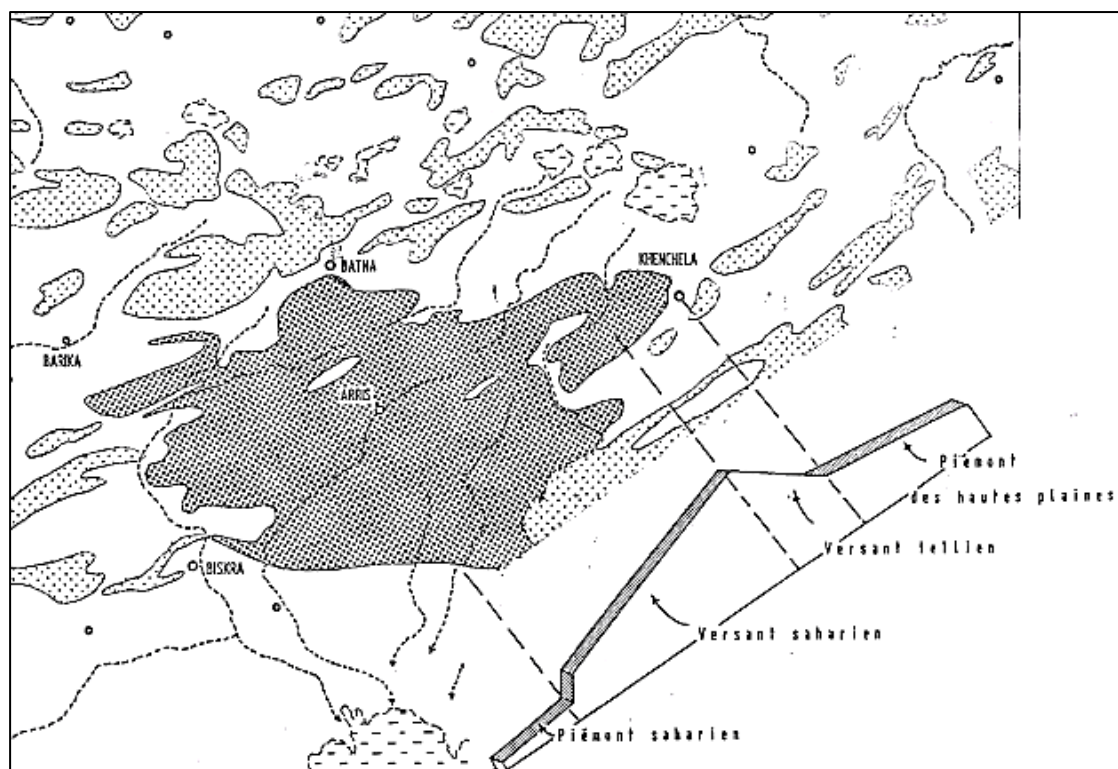 BATNA
KHENCHELA
BARIKA
ARRIS
Piémont
des hautes plaines
Versant tellien
BISKRA
Versant saharien
Piémont saharien